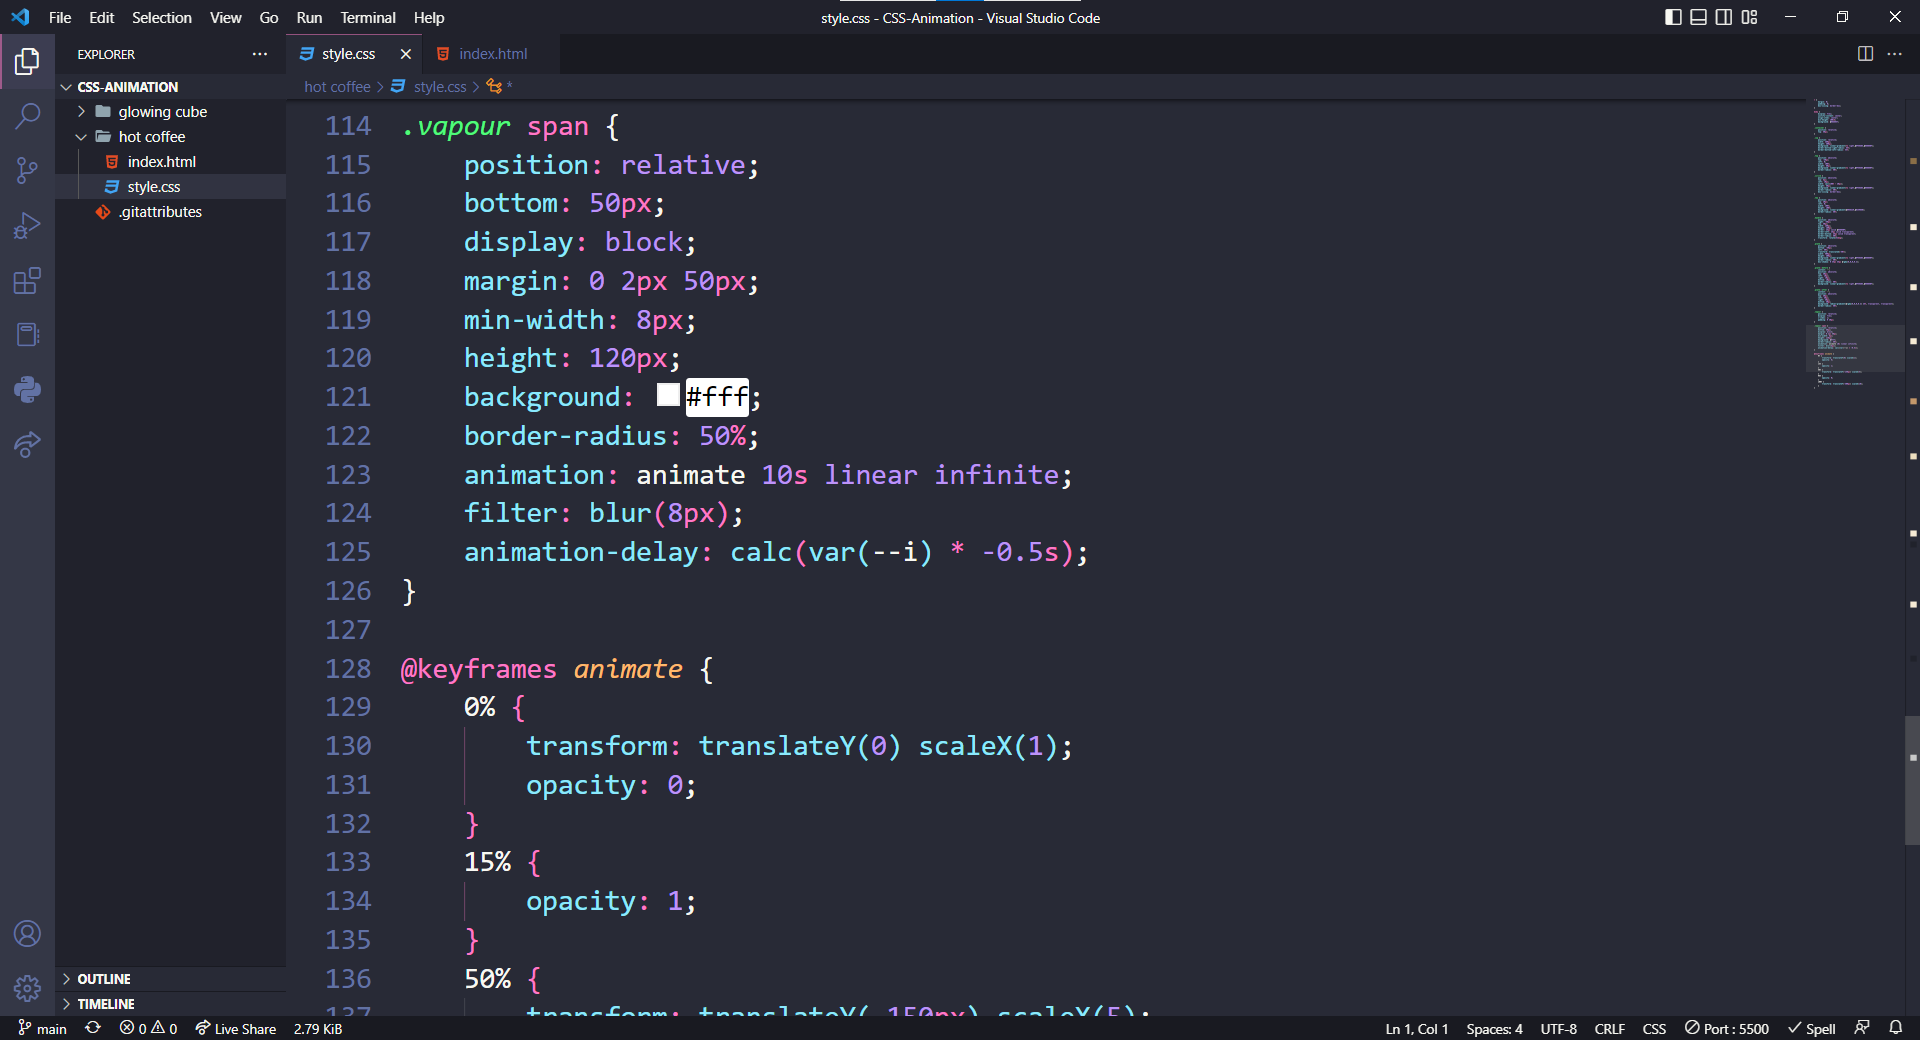 File Edit Selection View Go Run Terminal Help
style.css - CSS-Animation - Visual Studio Code
EXPLORER
CSS-ANIMATION
glowing cube
hot coffee
index.html
style.css
.gitattributes
OUTLINE
TIMELINE
style.css index.html
hot coffee > style.css > *
114 .vapour span {
115 position: relative;
116 bottom: 50px;
117 display: block;
118 margin: 0 2px 50px;
119 min-width: 8px;
120 height: 120px;
121 background: #fff;
122 border-radius: 50%;
123 animation: animate 10s linear infinite;
124 filter: blur(8px);
125 animation-delay: calc(var(--i) * -0.5s);
126 }
127
128 @keyframes animate {
129 0% {
130 transform: translateY(0) scaleX(1);
131 opacity: 0;
132 }
133 15% {
134 opacity: 1;
135 }
136 50% {
137 transform: translateY(-150px) scaleX(5);
main 0 0 Live Share 2.79 KiB
Ln 1, Col 1 Spaces: 4 UTF-8 CRLF CSS Port : 5500 Spell